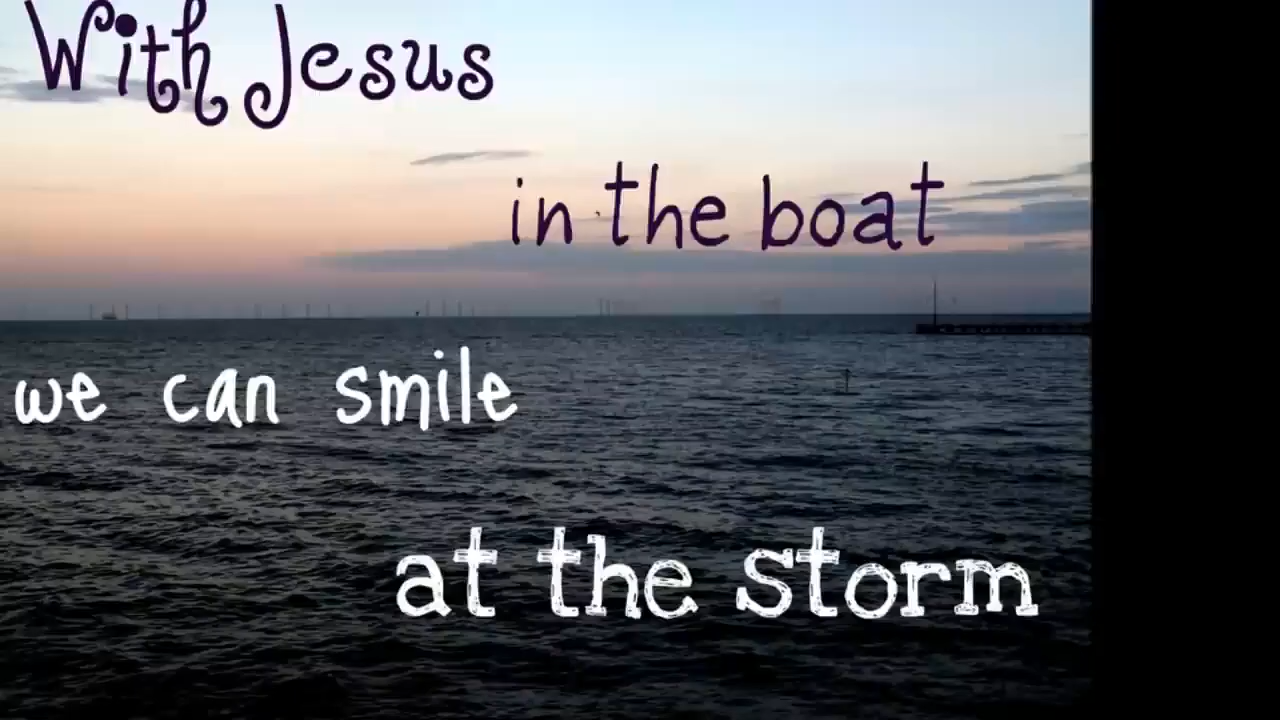 With Jesus
in the boat
we can smile
at the storm